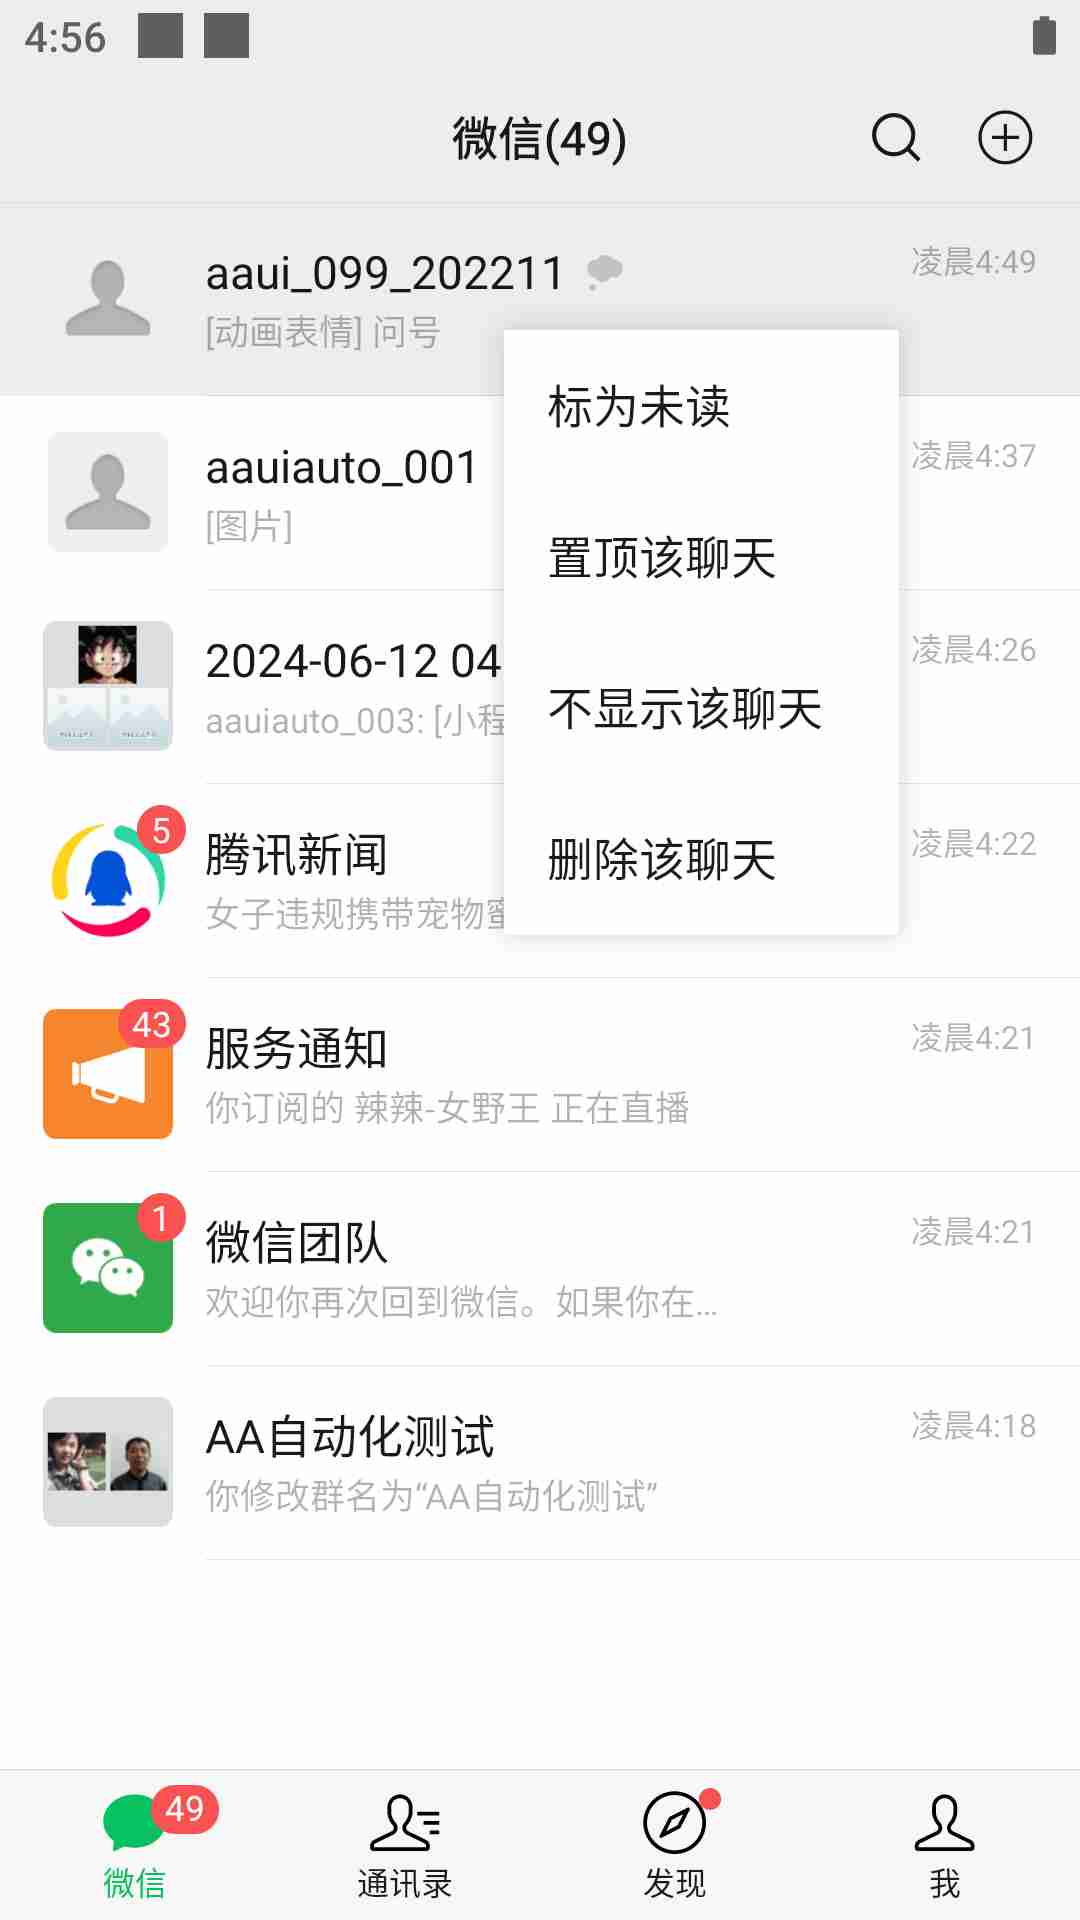 4:56
微信(49)
aaui_099_202211
凌晨4:49
[动画表情] 问号
标为未读
置顶该聊天
不显示该聊天
删除该聊天
aauiauto_001
凌晨4:37
[图片]
2024-06-12 04
凌晨4:26
aauiauto_003: [小程
5
腾讯新闻
凌晨4:22
女子违规携带宠物
43
服务通知
凌晨4:21
你订阅的 辣辣-女野王 正在直播
1
微信团队
凌晨4:21
欢迎你再次回到微信。如果你在...
AA自动化测试
凌晨4:18
你修改群名为“AA自动化测试”
49
微信
通讯录
发现
我